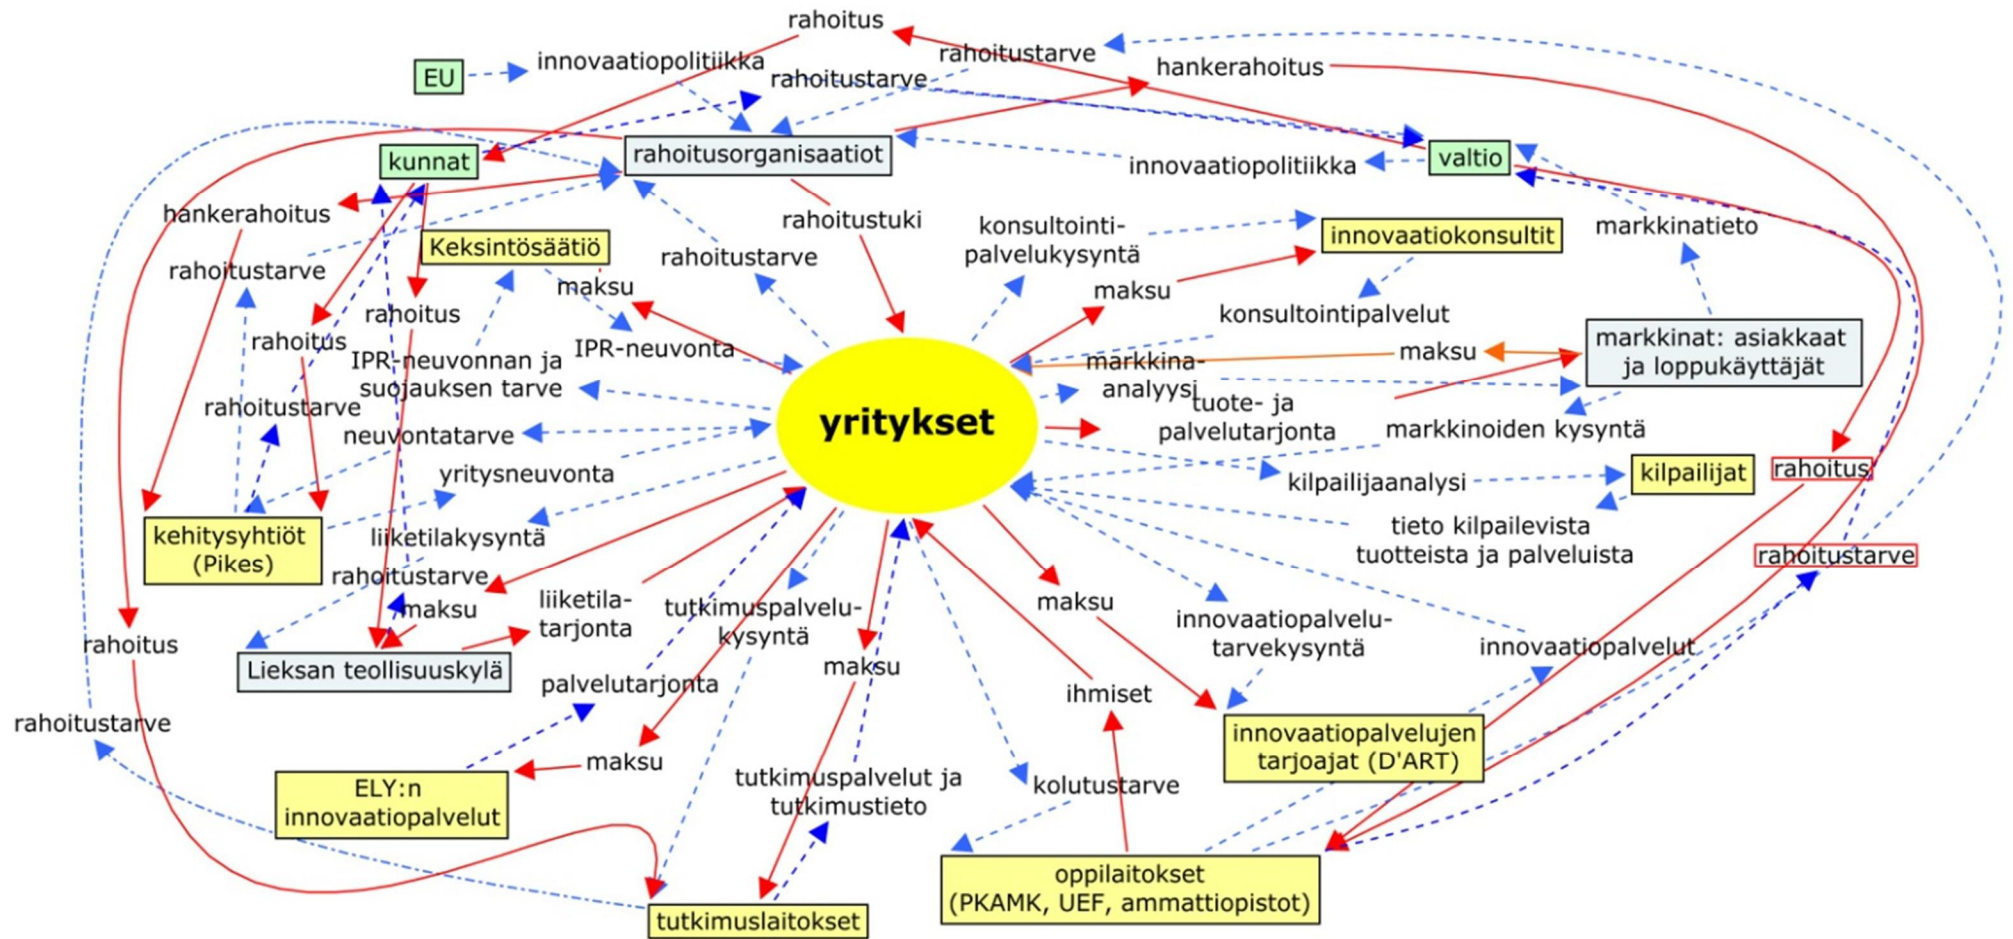 rahoitus
EU
innovaatiopolitiikka
rahoitustarve
rahoitustarve
hankerahoitus
kunnat
rahoitusorganisaatiot
innovaatiopolitiikka
valtio
hankerahoitus
Keksintösäätiö
rahoitustuki
konsultointi-
palvelukysyntä
innovaatiokonsultit
markkinatieto
rahoitustarve
rahoitustarve
maksu
maksu
rahoitus
konsultointipalvelut
rahoitus
IPR-neuvonnan ja
suojauksen tarve
IPR-neuvonta
markkina-
analyysi
maksu
markkinat: asiakkaat
ja loppukäyttäjät
rahoitustarve
neuvontatarve
yritykset
tuote- ja
palvelutarjonta
markkinoiden kysyntä
yritysneuvonta
kilpailijaanalysi
kilpailijat
rahoitus
kehitysyhtiöt
(Pikes)
liiketilakysyntä
tieto kilpailevista
tuotteista ja palveluista
rahoitustarve
rahoitustarve
maksu
liiketila-
tarjonta
tutkimuspalvelu-
kysyntä
maksu
innovaatiopalvelu-
tarvekysyntä
innovaatiopalvelut
rahoitus
Lieksan teollisuuskylä
maksu
palvelutarjonta
ihmiset
rahoitustarve
innovaatiopalvelujen
tarjoajat (D'ART)
maksu
ELY:n
innovaatiopalvelut
tutkimuspalvelut ja
tutkimustieto
kolutustarve
oppilaitokset
(PKAMK, UEF, ammattiopistot)
tutkimuslaitokset